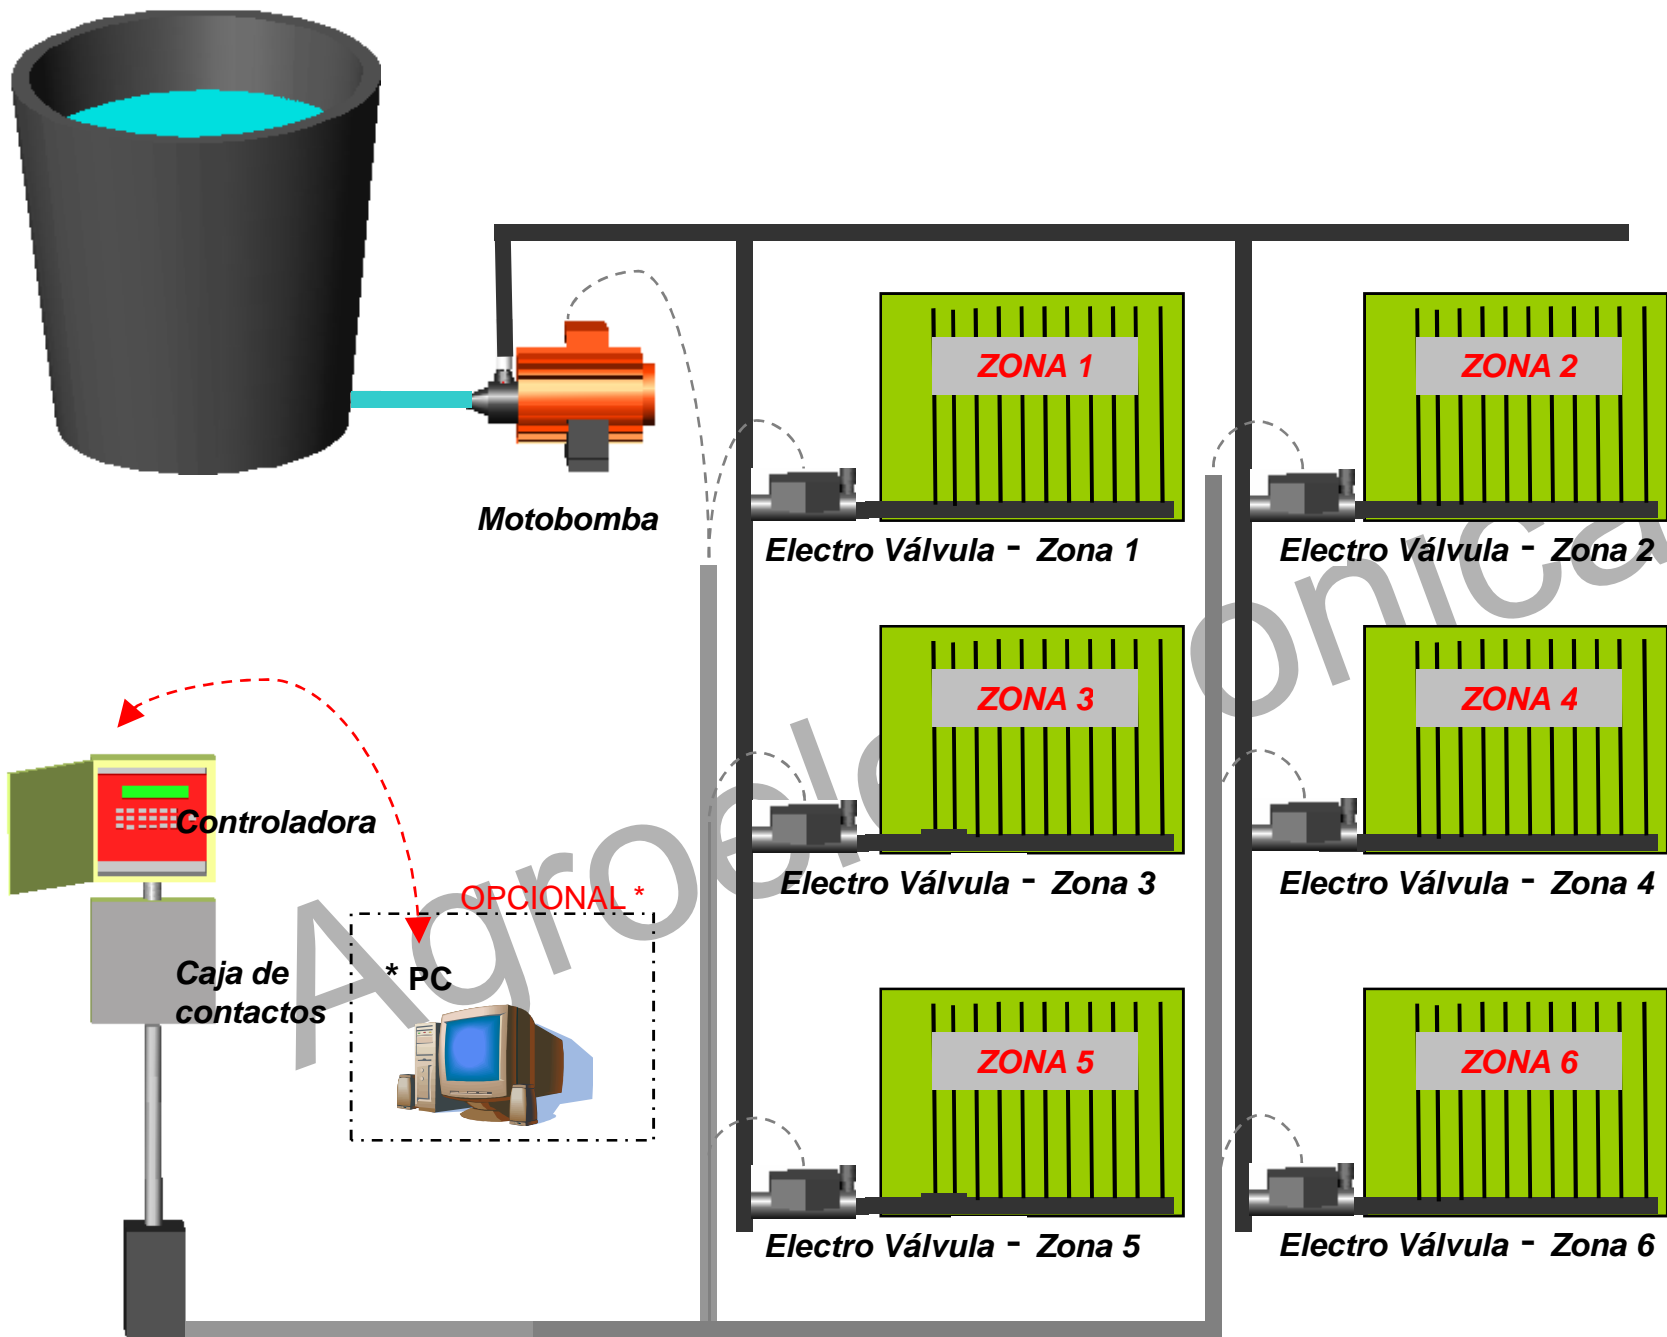 ZONA 1
ZONA 2
Motobomba
Electro Válvula - Zona 1
Electro Válvula - Zona 2
ZONA 3
ZONA 4
Controladora
Electro Válvula - Zona 3
Electro Válvula - Zona 4
OPCIONAL *
* PC
Caja de
contactos
ZONA 5
ZONA 6
Electro Válvula - Zona 5
Electro Válvula - Zona 6